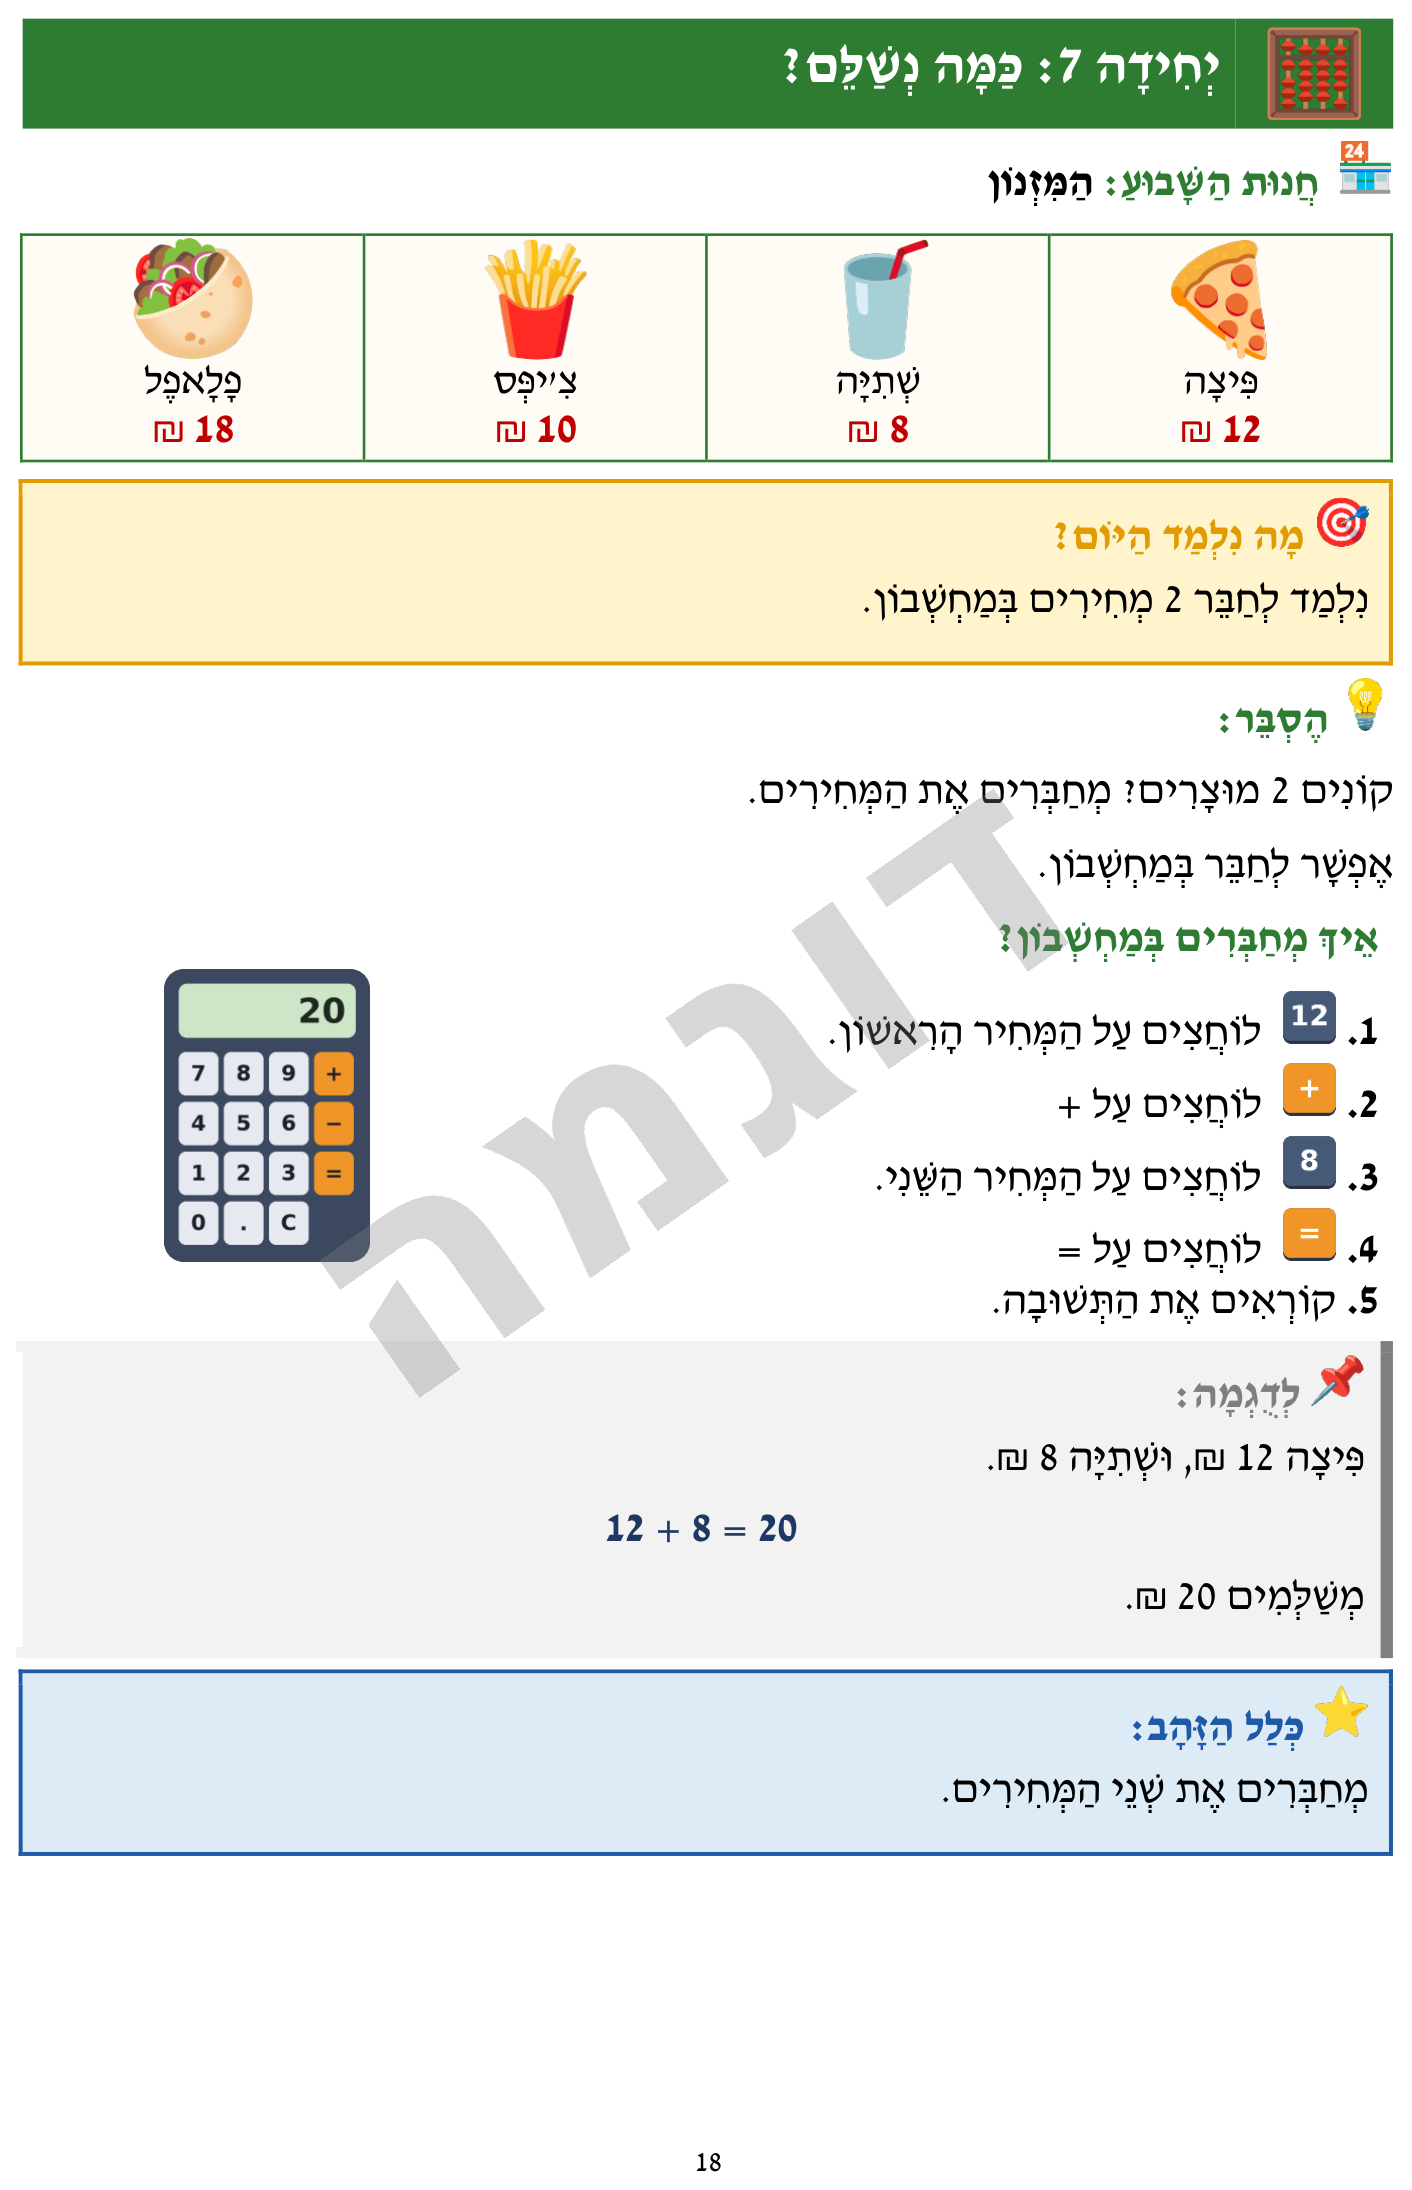 יְחִידָה 7: כַּמָּה נְשַׁלֵּם?
24
חֲנוּת הַשָּׁבוּעַ: הַמִּזְנוֹן
פִּיצָה
12 ₪
שְׁתִיָּה
8 ₪
צִ׳יפְּס
10 ₪
פָלָאפֶל
18 ₪
מָה נִלְמַד הַיּוֹם?
נִלְמַד לְחַבֵּר 2 מְחִירִים בְּמַחְשְׁבוֹן.
הֶסְבֵּר:
קוֹנִים 2 מוּצָרִים? מְחַבְּרִים אֶת הַמְּחִירִים.
אֶפְשָׁר לְחַבֵּר בְּמַחְשְׁבוֹן.
אֵיךְ מְחַבְּרִים בְּמַחְשְׁבוֹן?
1. 12 לוֹחֲצִים עַל הַמְּחִיר הָרִאשׁוֹן.
2. + לוֹחֲצִים עַל +
3. 8 לוֹחֲצִים עַל הַמְּחִיר הַשֵּׁנִי.
4. = לוֹחֲצִים עַל =
5. קוֹרְאִים אֶת הַתְּשׁוּבָה.
20
7 8 9 +
4 5 6 −
1 2 3 =
0 . C
לְדֻגְמָה:
פִּיצָה 12 ₪, וּשְׁתִיָּה 8 ₪.
12 + 8 = 20
מְשַׁלְּמִים 20 ₪.
כְּלַל הַזָּהָב:
מְחַבְּרִים אֶת שְׁנֵי הַמְּחִירִים.
דוגמה
18